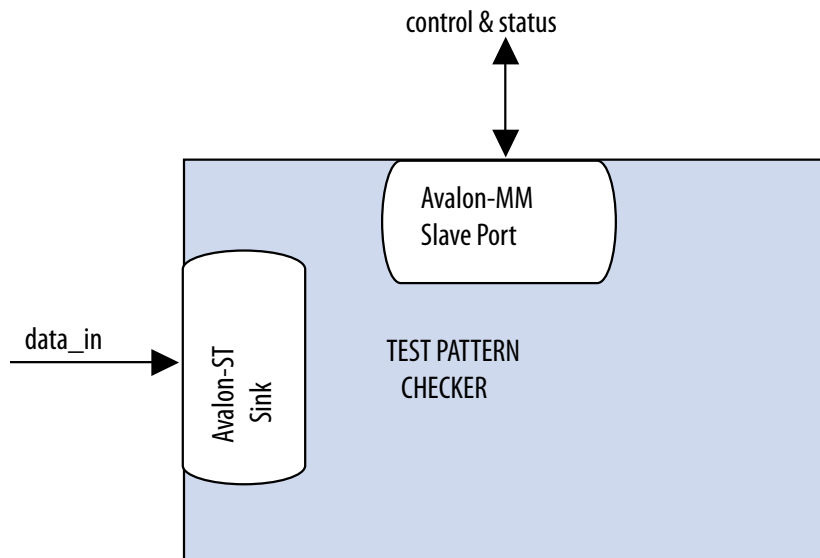 control & status
Avalon-MM
Slave Port
data_in
Avalon-ST
Sink
TEST PATTERN
CHECKER